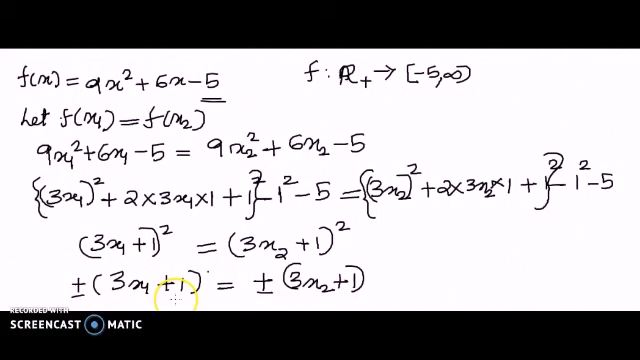 f(x) = 9x² + 6x - 5    f : R₊ → [-5, ∞)
Let f(x₁) = f(x₂)
9x₁² + 6x₁ - 5 = 9x₂² + 6x₂ - 5
{(3x₁)² + 2×3x₁×1 + 1²} - 1² - 5 = {(3x₂)² + 2×3x₂×1 + 1²} - 1² - 5
(3x₁ + 1)² = (3x₂ + 1)²
± (3x₁ + 1) = ± (3x₂ + 1)
RECORDED WITH
SCREENCAST MATIC